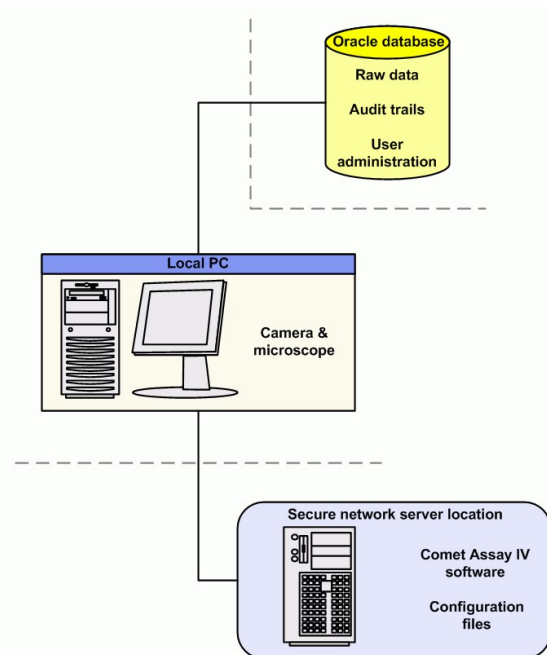 Oracle database
Raw data
Audit trails
User
administration
Local PC
Camera &
microscope
Secure network server location
Comet Assay IV
software
Configuration
files